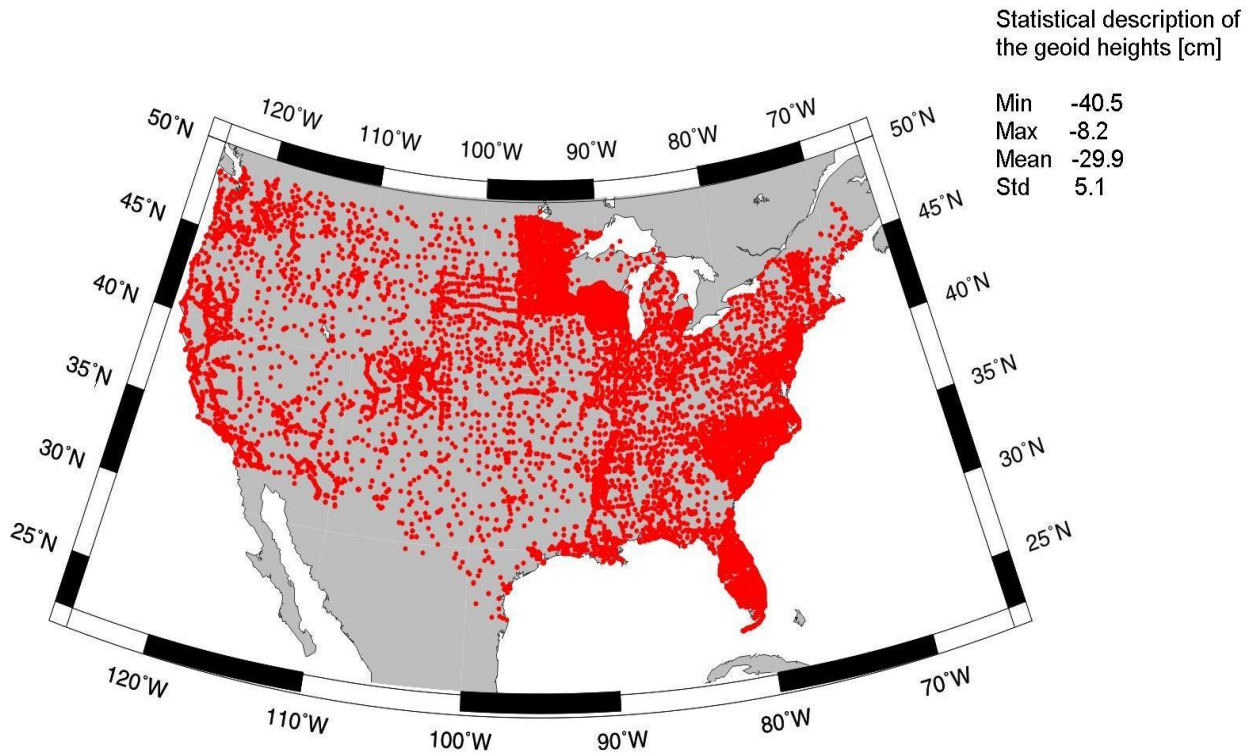 Statistical description of
the geoid heights [cm]
Min -40.5
Max -8.2
Mean -29.9
Std 5.1
120˚W
110˚W
100˚W
90˚W
80˚W
70˚W
50˚N
45˚N
40˚N
35˚N
30˚N
25˚N
50˚N
45˚N
40˚N
35˚N
30˚N
25˚N
120˚W
110˚W
100˚W
90˚W
80˚W
70˚W